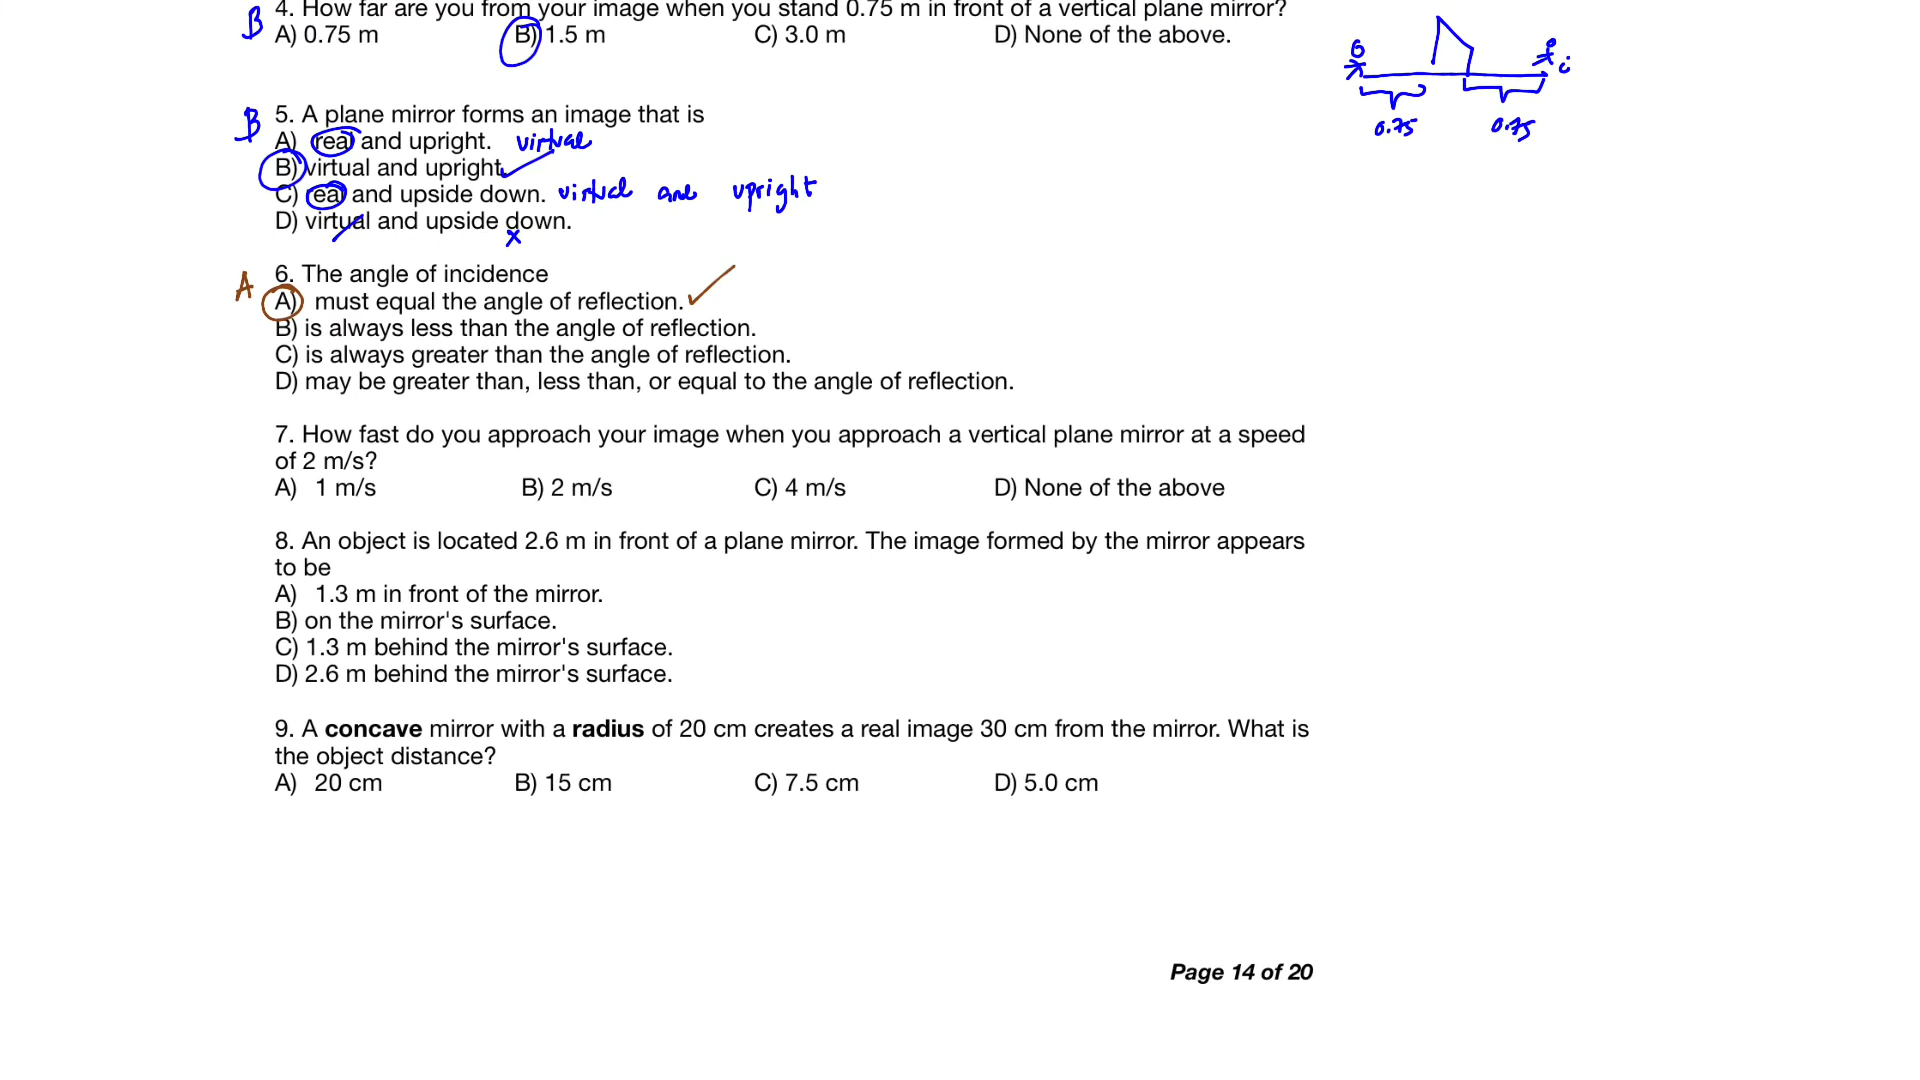 B
4. How far are you from your image when you stand 0.75 m in front of a vertical plane mirror?
A) 0.75 m B) 1.5 m C) 3.0 m D) None of the above.
o i
0.75 0.75
B
5. A plane mirror forms an image that is
A) real and upright. virtual
B) virtual and upright.
C) real and upside down. virtual and upright
D) virtual and upside down.
A
6. The angle of incidence
A) must equal the angle of reflection.
B) is always less than the angle of reflection.
C) is always greater than the angle of reflection.
D) may be greater than, less than, or equal to the angle of reflection.
7. How fast do you approach your image when you approach a vertical plane mirror at a speed
of 2 m/s?
A) 1 m/s B) 2 m/s C) 4 m/s D) None of the above
8. An object is located 2.6 m in front of a plane mirror. The image formed by the mirror appears
to be
A) 1.3 m in front of the mirror.
B) on the mirror's surface.
C) 1.3 m behind the mirror's surface.
D) 2.6 m behind the mirror's surface.
9. A concave mirror with a radius of 20 cm creates a real image 30 cm from the mirror. What is
the object distance?
A) 20 cm B) 15 cm C) 7.5 cm D) 5.0 cm
Page 14 of 20